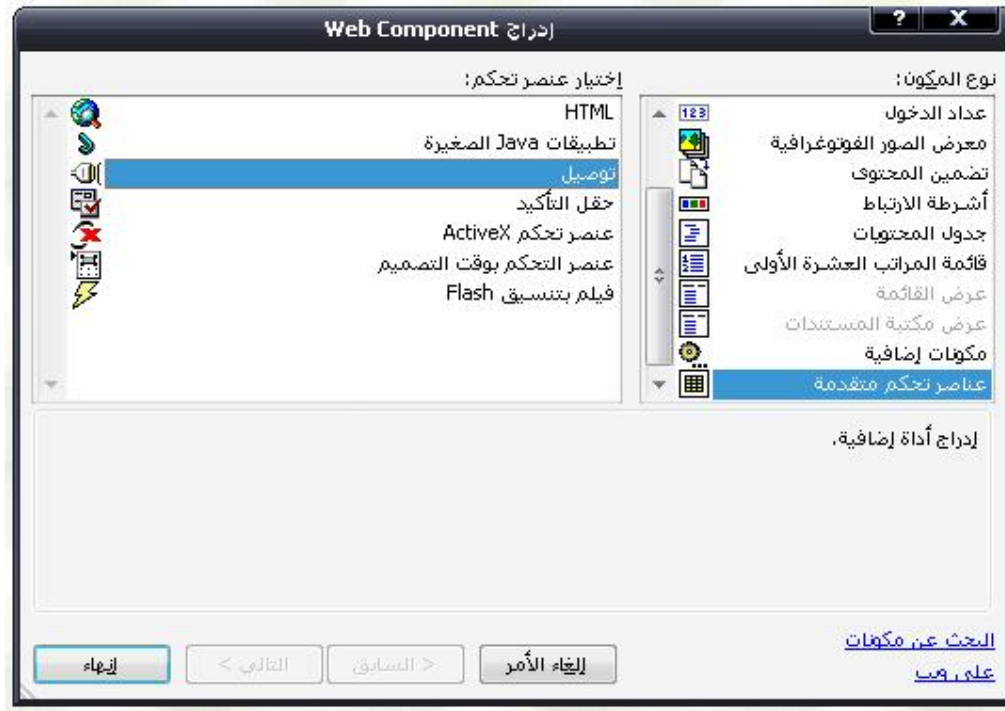 إدراج Web Component
نوع المكون:
عداد الدخول
معرض الصور الفوتوغرافية
تضمين المحتوى
أشرطة الارتباط
جدول المحتويات
قائمة المراتب العشرة الأولى
عرض القائمة
عرض مكتبة المستندات
مكونات إضافية
عناصر تحكم متقدمة
إختيار عنصر تحكم:
HTML
تطبيقات Java الصغيرة
توصيل
حقل التأكيد
عنصر تحكم ActiveX
عنصر التحكم بوقت التصميم
فيلم بتنسيق Flash
إدراج أداة إضافية.
البحث عن مكونات
على ويب
إلغاء الأمر
< السابق
التالي >
إنهاء